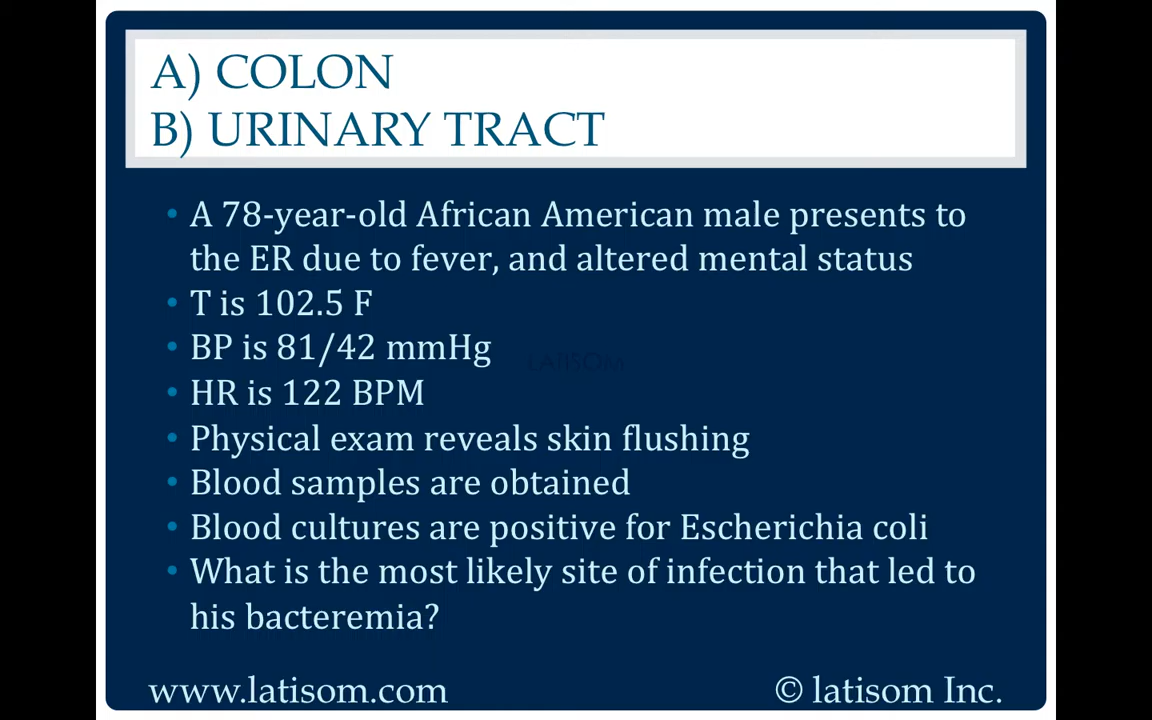 A) COLON
B) URINARY TRACT
• A 78-year-old African American male presents to
the ER due to fever, and altered mental status
• T is 102.5 F
• BP is 81/42 mmHg
LATISOM
• HR is 122 BPM
• Physical exam reveals skin flushing
• Blood samples are obtained
• Blood cultures are positive for Escherichia coli
• What is the most likely site of infection that led to
his bacteremia?
www.latisom.com
© latisom Inc.